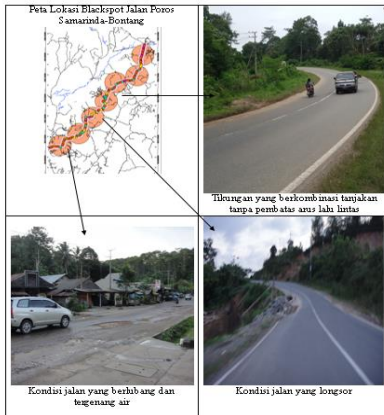 Peta Lokasi Blackspot Jalan Poros
Samarinda-Bontang
Tikungan yang berkombinasi tanjakan
tanpa pembatas arus lalu lintas
Kondisi jalan yang berlubang dan
tergenang air
Kondisi jalan yang longsor